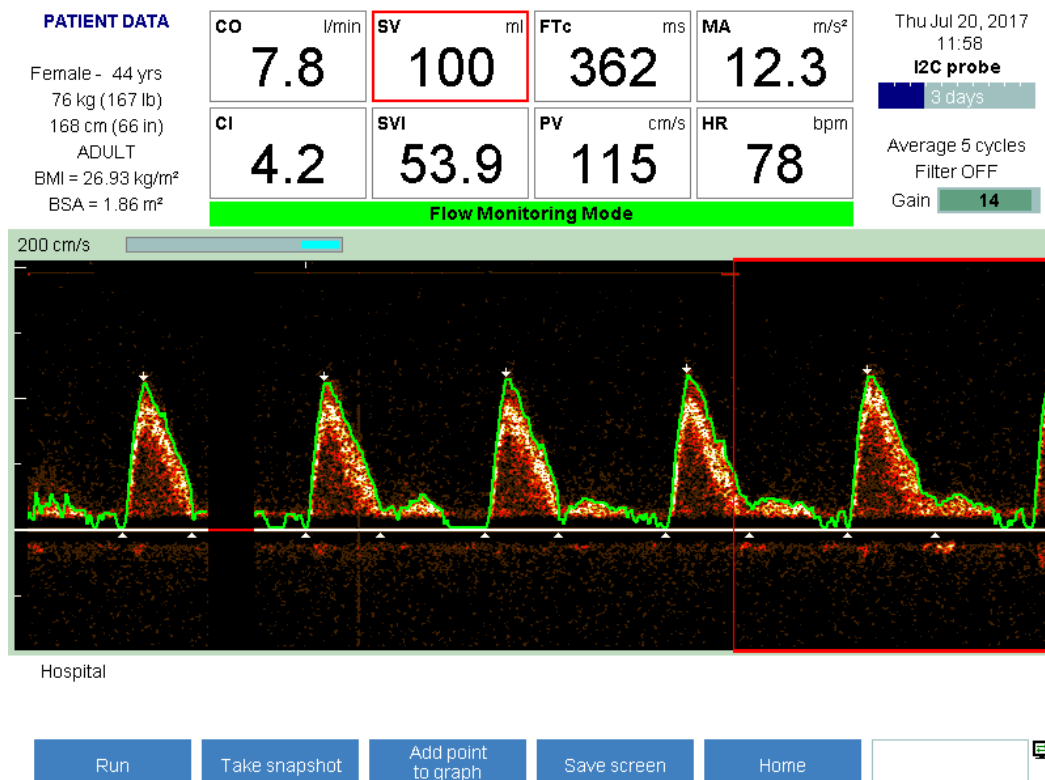 PATIENT DATA
Female - 44 yrs
76 kg (167 lb)
168 cm (66 in)
ADULT
BMI = 26.93 kg/m²
BSA = 1.86 m²
CO l/min
7.8
SV ml
100
FTc ms
362
MA m/s²
12.3
CI
4.2
SVI
53.9
PV cm/s
115
HR bpm
78
Flow Monitoring Mode
Thu Jul 20, 2017
11:58
I2C probe
3 days
Average 5 cycles
Filter OFF
Gain 14
200 cm/s
Hospital
Run
Take snapshot
Add point
to graph
Save screen
Home